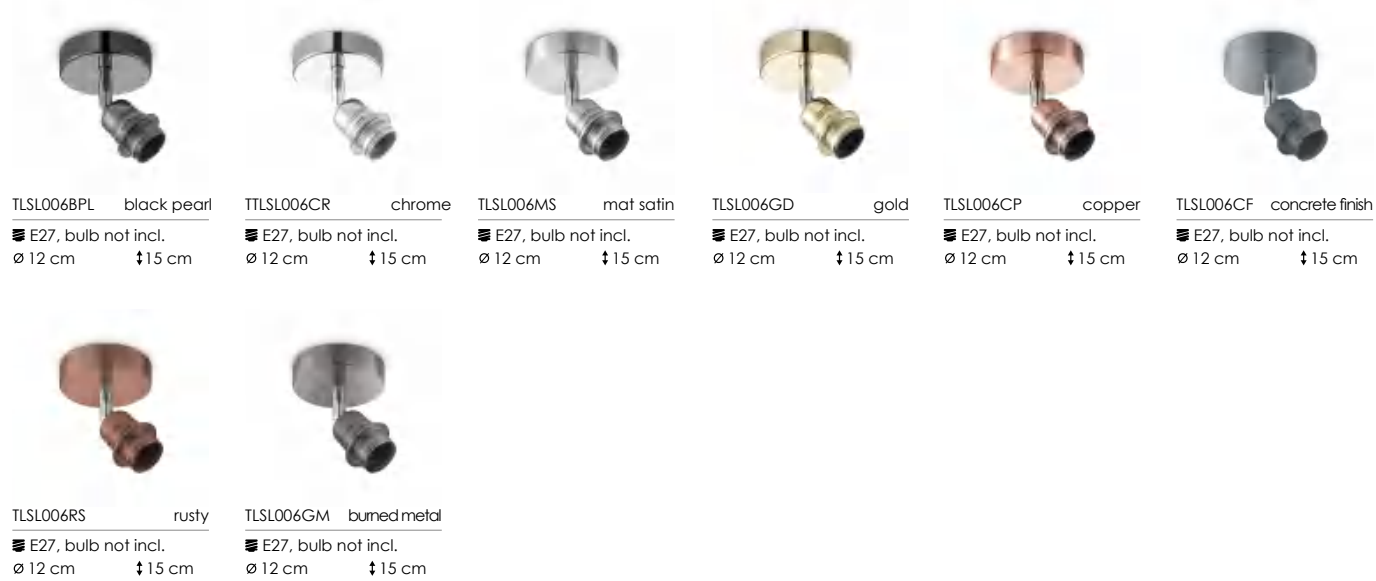 TLSL006BPL black pearl
E27, bulb not incl.
Ø 12 cm ↕ 15 cm
TTLSL006CR chrome
E27, bulb not incl.
Ø 12 cm ↕ 15 cm
TLSL006MS mat satin
E27, bulb not incl.
Ø 12 cm ↕ 15 cm
TLSL006GD gold
E27, bulb not incl.
Ø 12 cm ↕ 15 cm
TLSL006CP copper
E27, bulb not incl.
Ø 12 cm ↕ 15 cm
TLSL006CF concrete finish
E27, bulb not incl.
Ø 12 cm ↕ 15 cm
TLSL006RS rusty
E27, bulb not incl.
Ø 12 cm ↕ 15 cm
TLSL006GM burned metal
E27, bulb not incl.
Ø 12 cm ↕ 15 cm